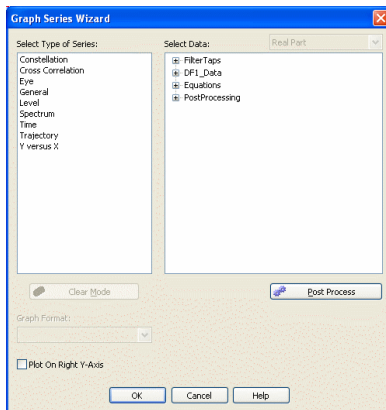 Graph Series Wizard
Select Type of Series:
Select Data:
Real Part
Constellation
Cross Correlation
Eye
General
Level
Spectrum
Time
Trajectory
Y versus X
FilterTaps
DF1_Data
Equations
PostProcessing
Clear Mode
Post Process
Graph Format:
Plot On Right Y-Axis
OK
Cancel
Help